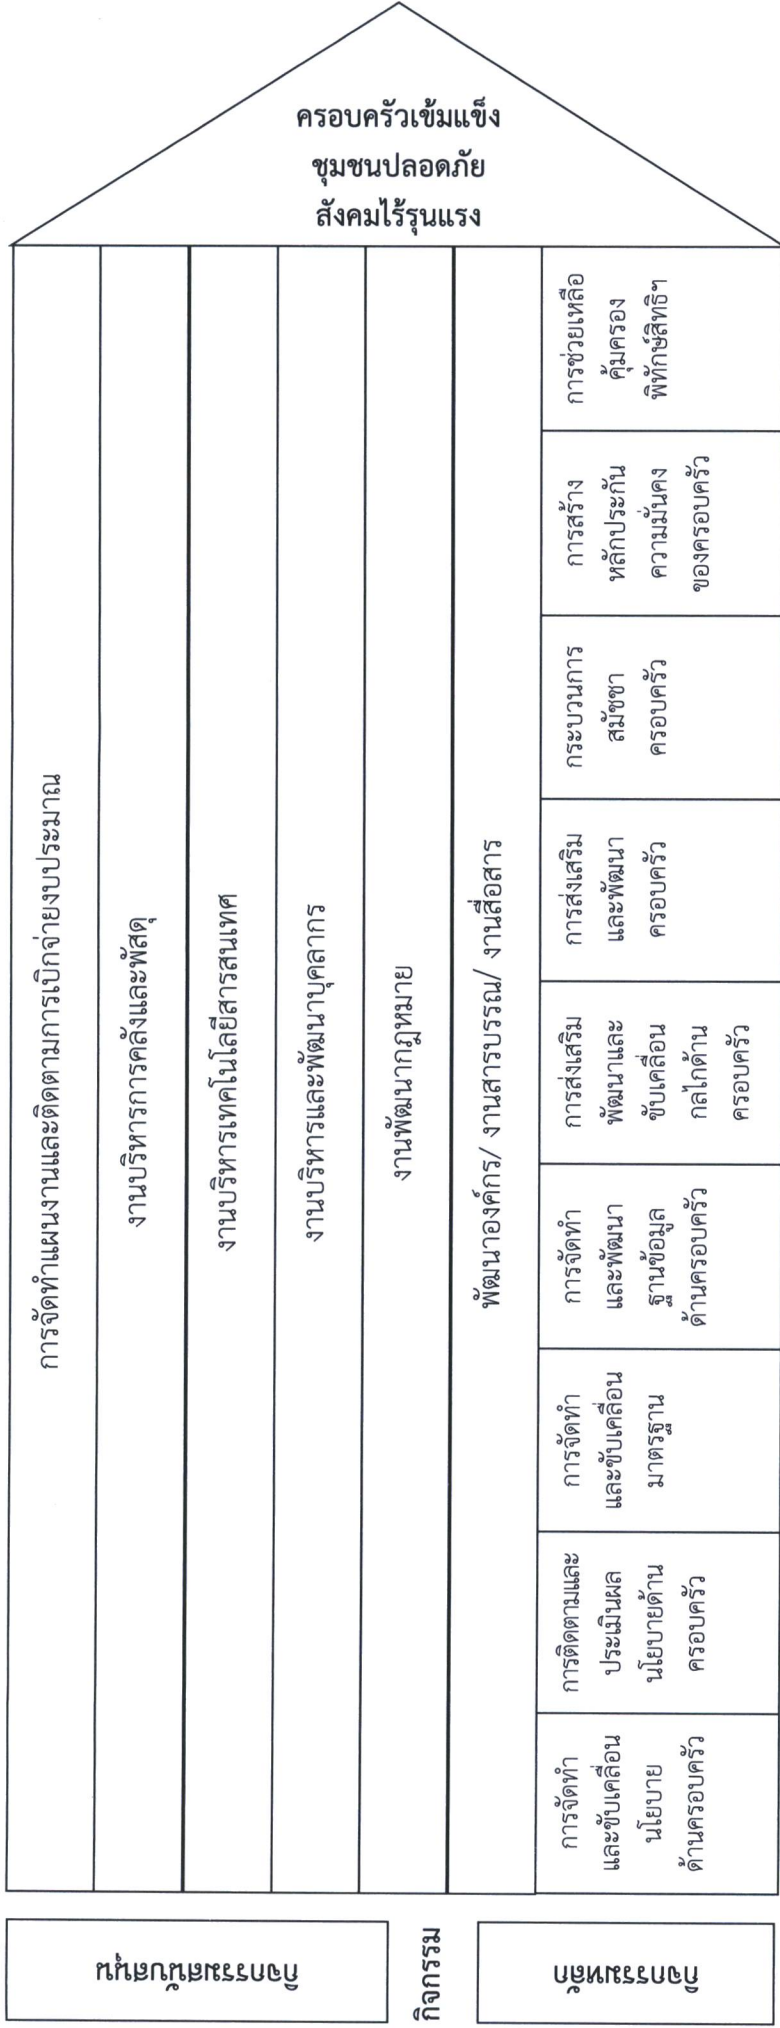 ครอบครัวเข้มแข็ง
ชุมชนปลอดภัย
สังคมไร้รุนแรง
กิจกรรมสนับสนุน
การจัดทำแผนงานและติดตามการเบิกจ่ายงบประมาณ
งานบริหารการคลังและพัสดุ
งานบริหารเทคโนโลยีสารสนเทศ
งานบริหารและพัฒนาบุคลากร
งานพัฒนากฎหมาย
พัฒนาองค์กร/ งานสารบรรณ/ งานสื่อสาร
กิจกรรม
กิจกรรมหลัก
การจัดทำ
และขับเคลื่อน
นโยบาย
ด้านครอบครัว
การติดตามและ
ประเมินผล
นโยบายด้าน
ครอบครัว
การจัดทำ
และขับเคลื่อน
มาตรฐาน
การจัดทำ
และพัฒนา
ฐานข้อมูล
ด้านครอบครัว
การส่งเสริม
พัฒนาและ
ขับเคลื่อน
กลไกด้าน
ครอบครัว
การส่งเสริม
และพัฒนา
ครอบครัว
กระบวนการ
สมัชชา
ครอบครัว
การสร้าง
หลักประกัน
ความมั่นคง
ของครอบครัว
การช่วยเหลือ
คุ้มครอง
พิทักษ์สิทธิฯ